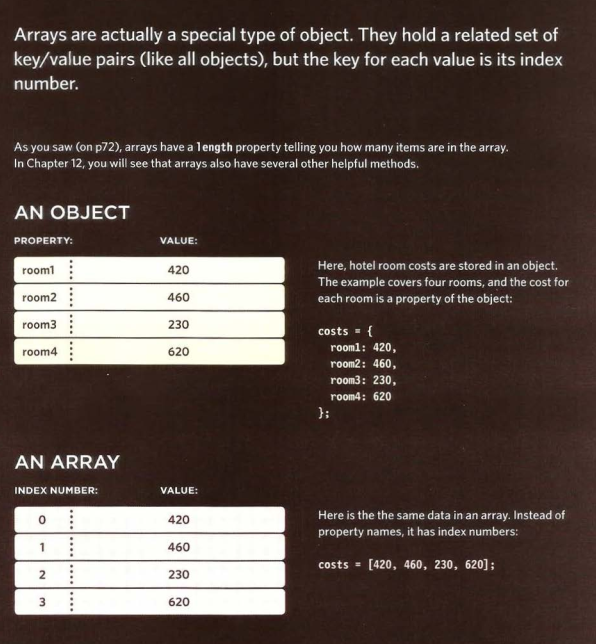 Arrays are actually a special type of object. They hold a related set of
key/value pairs (like all objects), but the key for each value is its index
number.
As you saw (on p72), arrays have a length property telling you how many items are in the array.
In Chapter 12, you will see that arrays also have several other helpful methods.
AN OBJECT
PROPERTY: VALUE:
room1 420
room2 460
room3 230
room4 620
Here, hotel room costs are stored in an object.
The example covers four rooms, and the cost for
each room is a property of the object:
costs = {
room1: 420,
room2: 460,
room3: 230,
room4: 620
};
AN ARRAY
INDEX NUMBER: VALUE:
0 420
1 460
2 230
3 620
Here is the the same data in an array. Instead of
property names, it has index numbers:
costs = [420, 460, 230, 620];